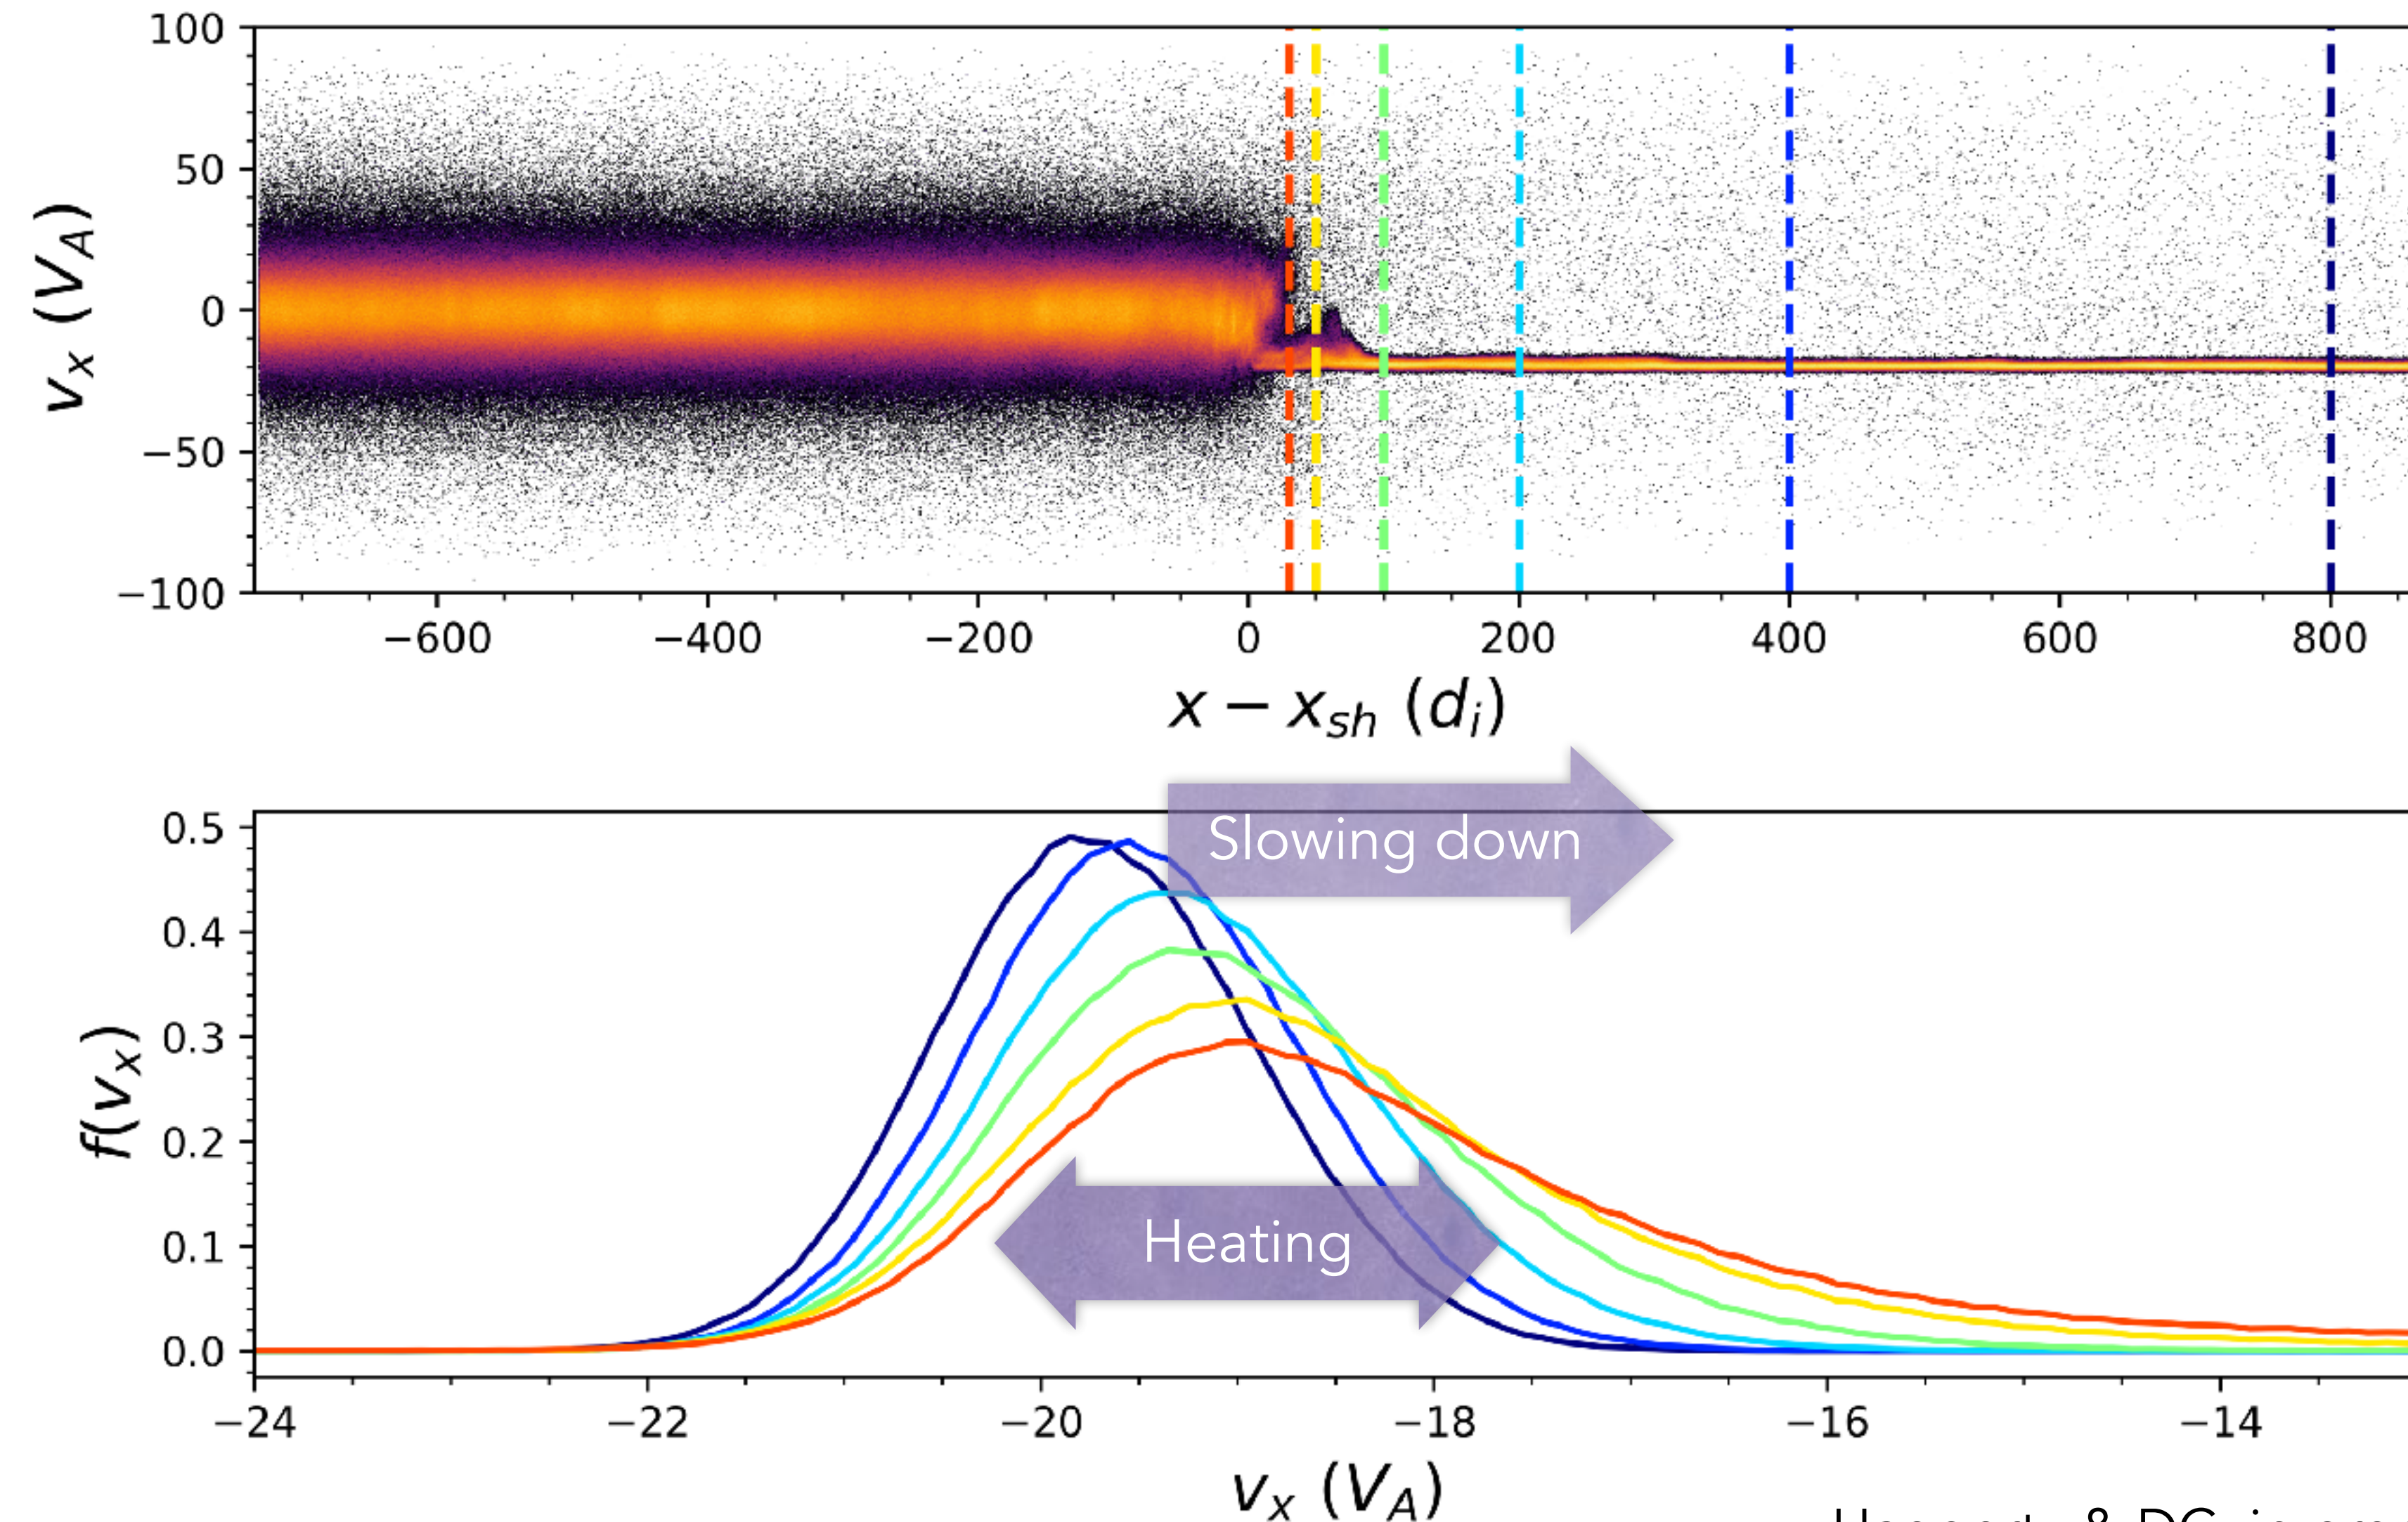 100
50
0
−50
−100
v_x (V_A)
−600 −400 −200 0 200 400 600 800
x − x_sh (d_i)
Slowing down
0.5
0.4
0.3
0.2
0.1
0.0
f(v_x)
Heating
−24 −22 −20 −18 −16 −14
v_x (V_A)
& DC